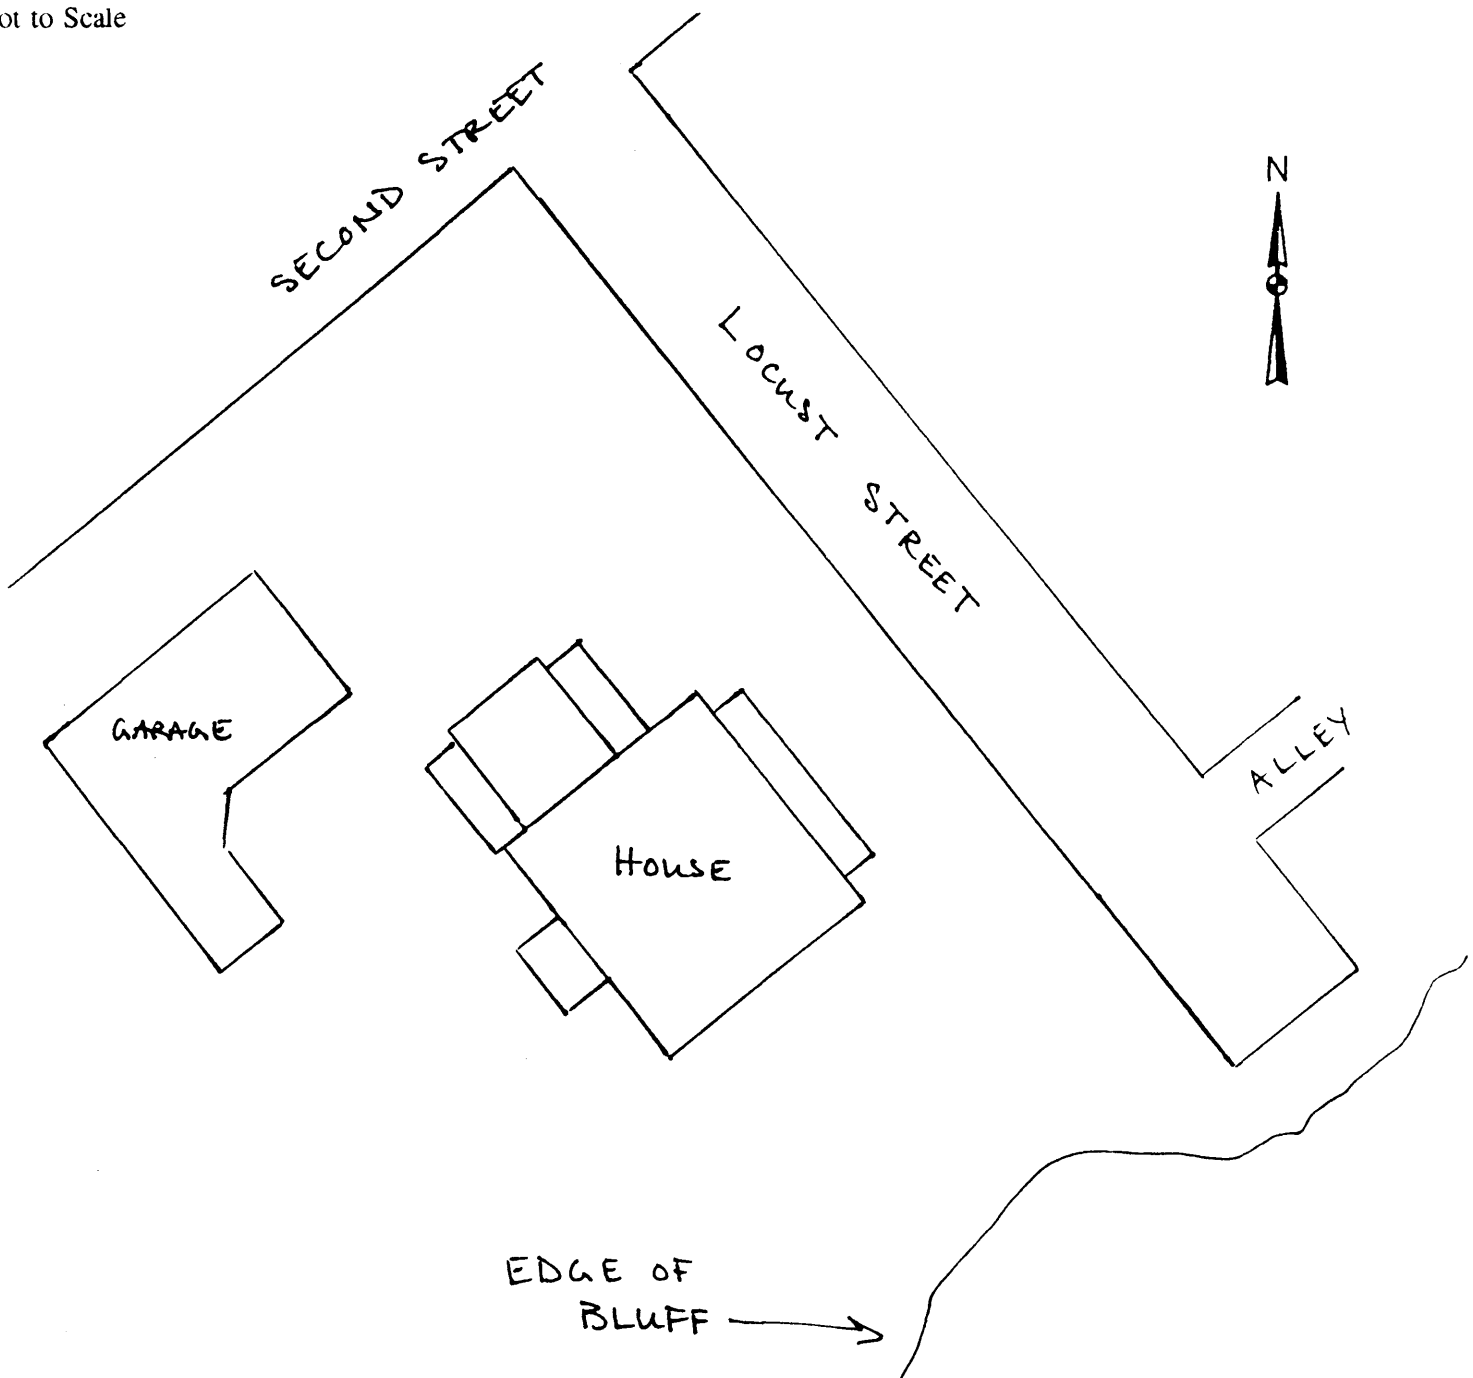 ot to Scale
SECOND STREET
N
LOCUST STREET
GARAGE
ALLEY
HOUSE
EDGE OF
BLUFF